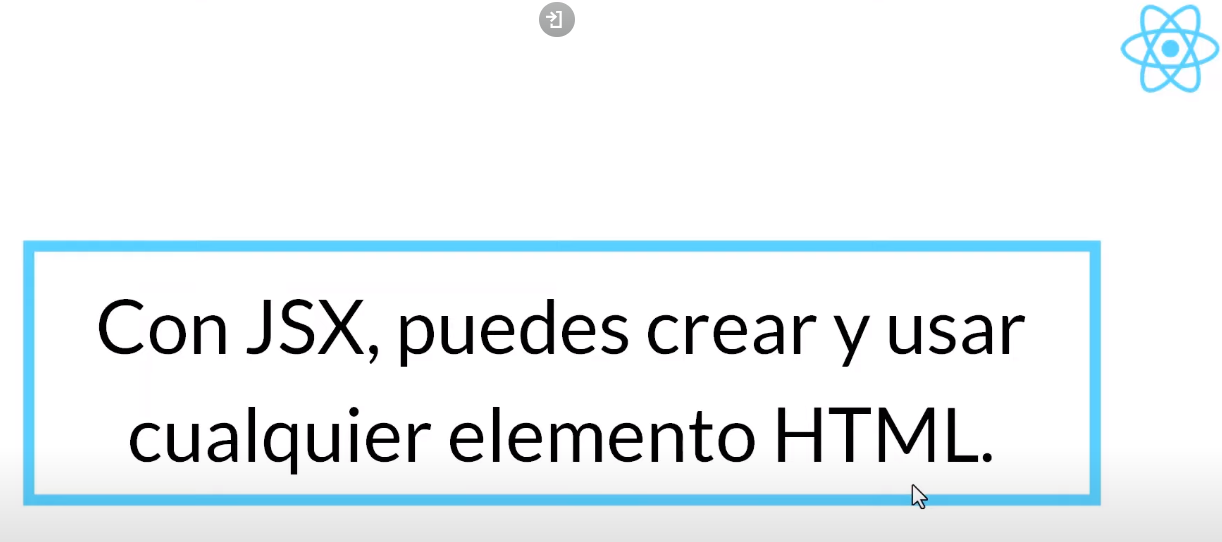 Con JSX, puedes crear y usar
cualquier elemento HTML.